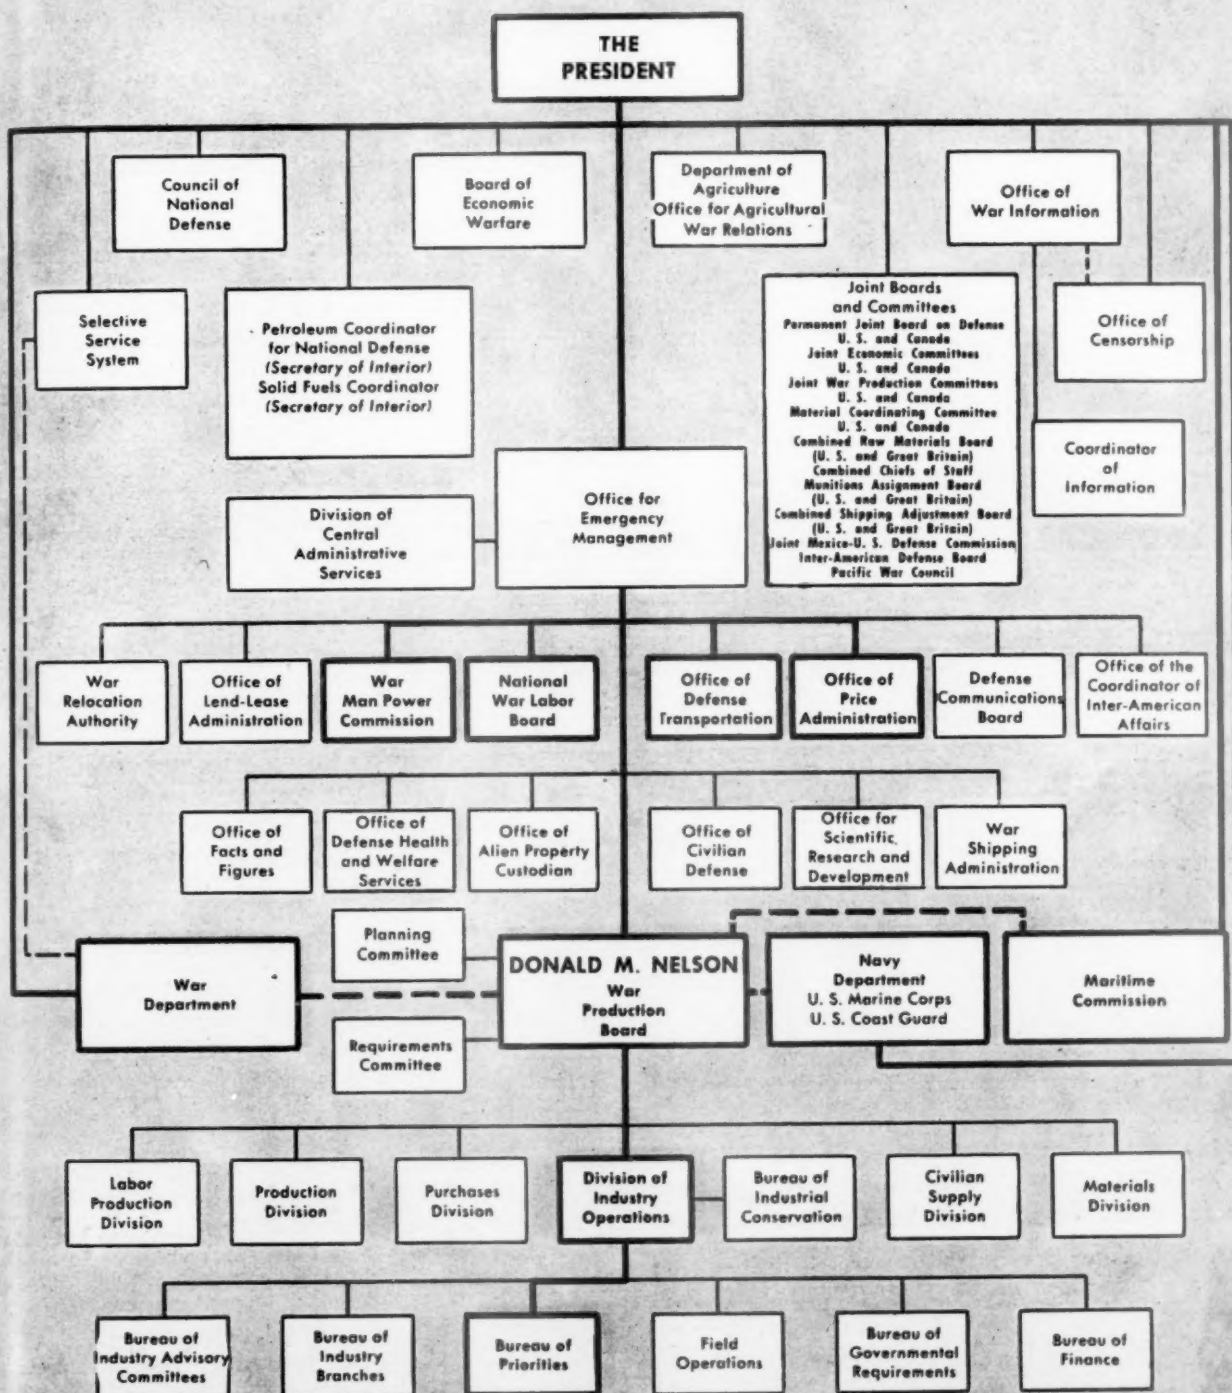 THE
PRESIDENT
Council of
National
Defense
Board of
Economic
Warfare
Department of
Agriculture
Office for Agricultural
War Relations
Office of
War Information
Selective
Service
System
Petroleum Coordinator
for National Defense
(Secretary of Interior)
Solid Fuels Coordinator
(Secretary of Interior)
Joint Boards
and Committees
Permanent Joint Board on Defense
U. S. and Canada
Joint Economic Committees
U. S. and Canada
Joint War Production Committees
U. S. and Canada
Material Coordinating Committee
U. S. and Canada
Combined Raw Materials Board
(U. S. and Great Britain)
Combined Chiefs of Staff
Munitions Assignment Board
(U. S. and Great Britain)
Combined Shipping Adjustment Board
(U. S. and Great Britain)
Joint Mexico-U. S. Defense Commission
Inter-American Defense Board
Pacific War Council
Office of
Censorship
Coordinator
of
Information
Division of
Central
Administrative
Services
Office for
Emergency
Management
War
Relocation
Authority
Office of
Lend-Lease
Administration
War
Man Power
Commission
National
War Labor
Board
Office of
Defense
Transportation
Office of
Price
Administration
Defense
Communications
Board
Office of the
Coordinator of
Inter-American
Affairs
Office of
Facts and
Figures
Office of
Defense Health
and Welfare
Services
Office of
Alien Property
Custodian
Office of
Civilian
Defense
Office for
Scientific,
Research and
Development
War
Shipping
Administration
Planning
Committee
War
Department
DONALD M. NELSON
War
Production
Board
Navy
Department
U. S. Marine Corps
U. S. Coast Guard
Maritime
Commission
Requirements
Committee
Labor
Production
Division
Production
Division
Purchases
Division
Division of
Industry
Operations
Bureau of
Industrial
Conservation
Civilian
Supply
Division
Materials
Division
Bureau of
Industry Advisory
Committees
Bureau of
Industry
Branches
Bureau of
Priorities
Field
Operations
Bureau of
Governmental
Requirements
Bureau of
Finance